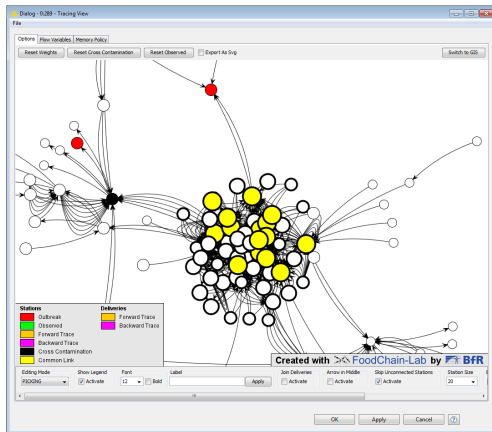 Dialog - 0:289 - Tracing View
File
Options Flow Variables Memory Policy
Reset Weights Reset Cross Contamination Reset Observed Export As Svg Switch to GIS
Stations Deliveries
Outbreak Forward Trace
Observed Backward Trace
Forward Trace
Backward Trace
Cross Contamination
Common Link
Created with FoodChain-Lab by BfR
Editing Mode Show Legend Font Label Join Deliveries Arrow in Middle Skip Unconnected Stations Station Size
PICKING Activate 12 Bold Apply Activate Activate Activate 20
OK Apply Cancel ?